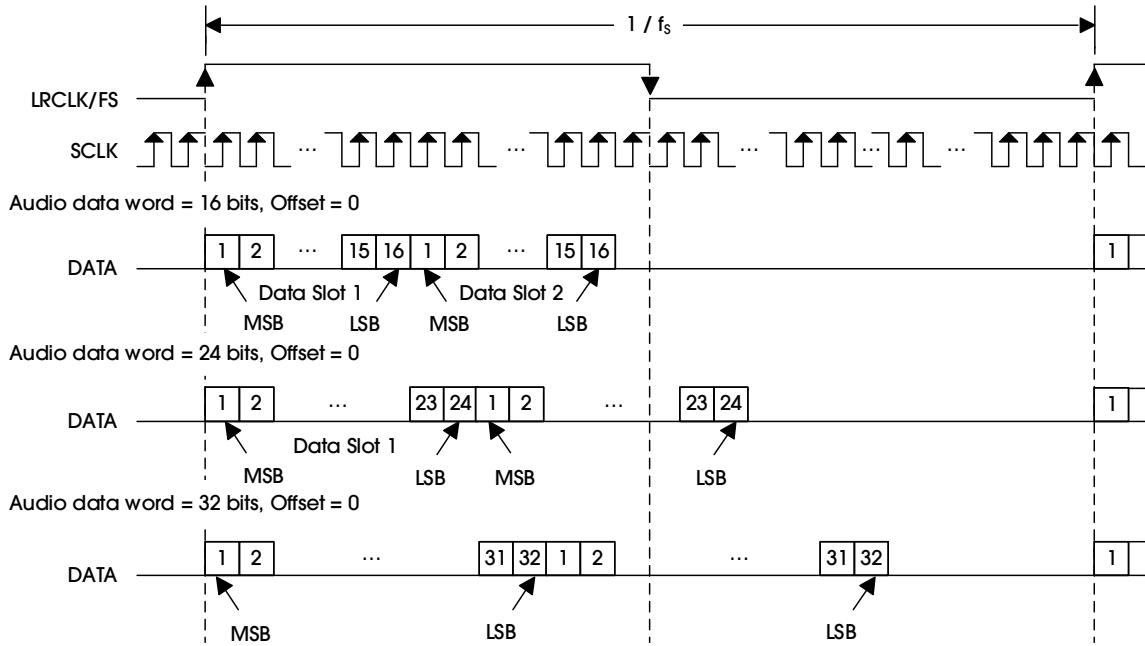 1 / fS
LRCLK/FS
SCLK
... ... ... ... ...
Audio data word = 16 bits, Offset = 0
DATA 1 2 ... 15 16 1 2 ... 15 16 1
Data Slot 1 Data Slot 2
MSB LSB MSB LSB
Audio data word = 24 bits, Offset = 0
DATA 1 2 ... 23 24 1 2 ... 23 24 1
Data Slot 1
MSB LSB MSB LSB
Audio data word = 32 bits, Offset = 0
DATA 1 2 ... 31 32 1 2 ... 31 32 1
MSB LSB LSB